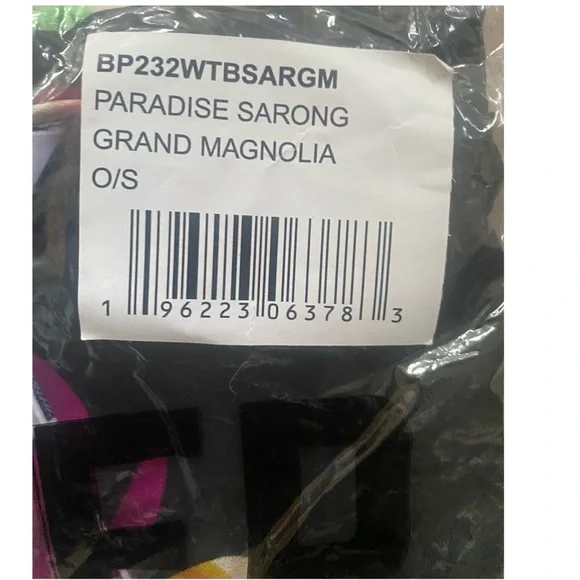 BP232WTBSARGM
PARADISE SARONG
GRAND MAGNOLIA
O/S
1 96223 06378 3